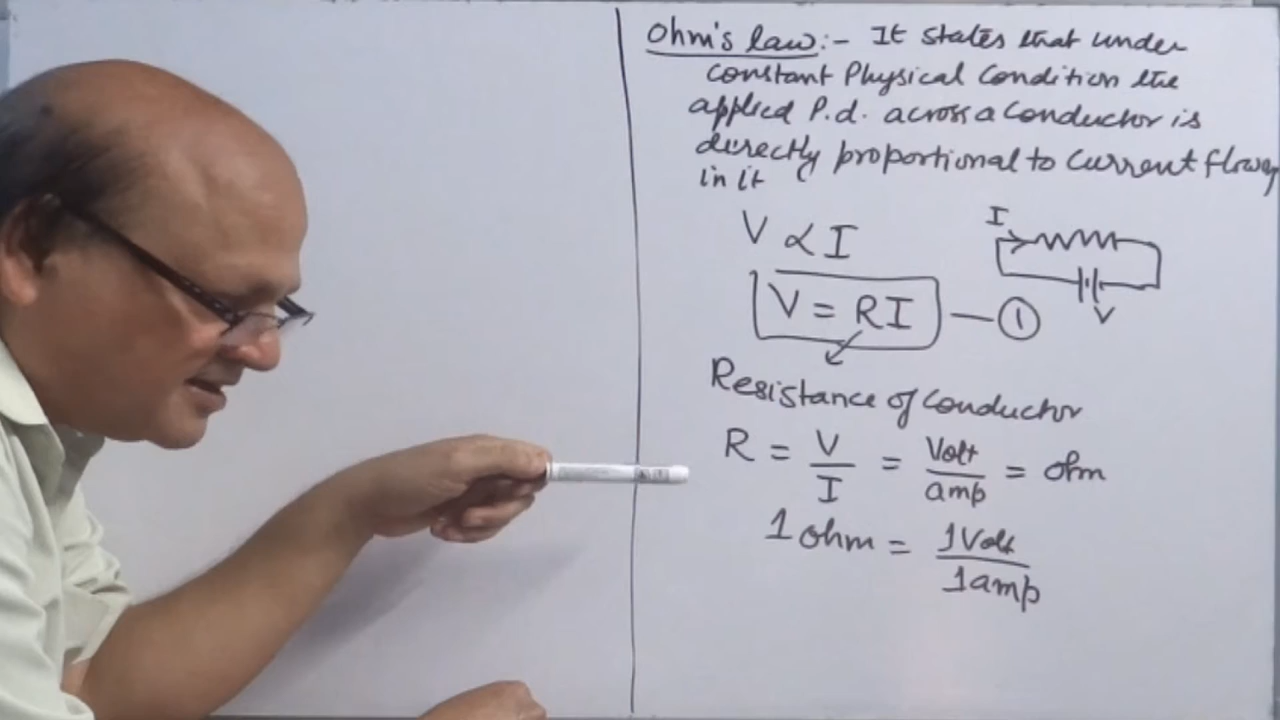 Ohm's law:- It states that under
constant Physical Condition the
applied P.d. across a Conductor is
directly proportional to Current flowing
in it
V ∝ I
I
V = RI — ①
V
Resistance of Conductor
R = V/I = Volt/amp = ohm
1 ohm = 1 Volt/1 amp